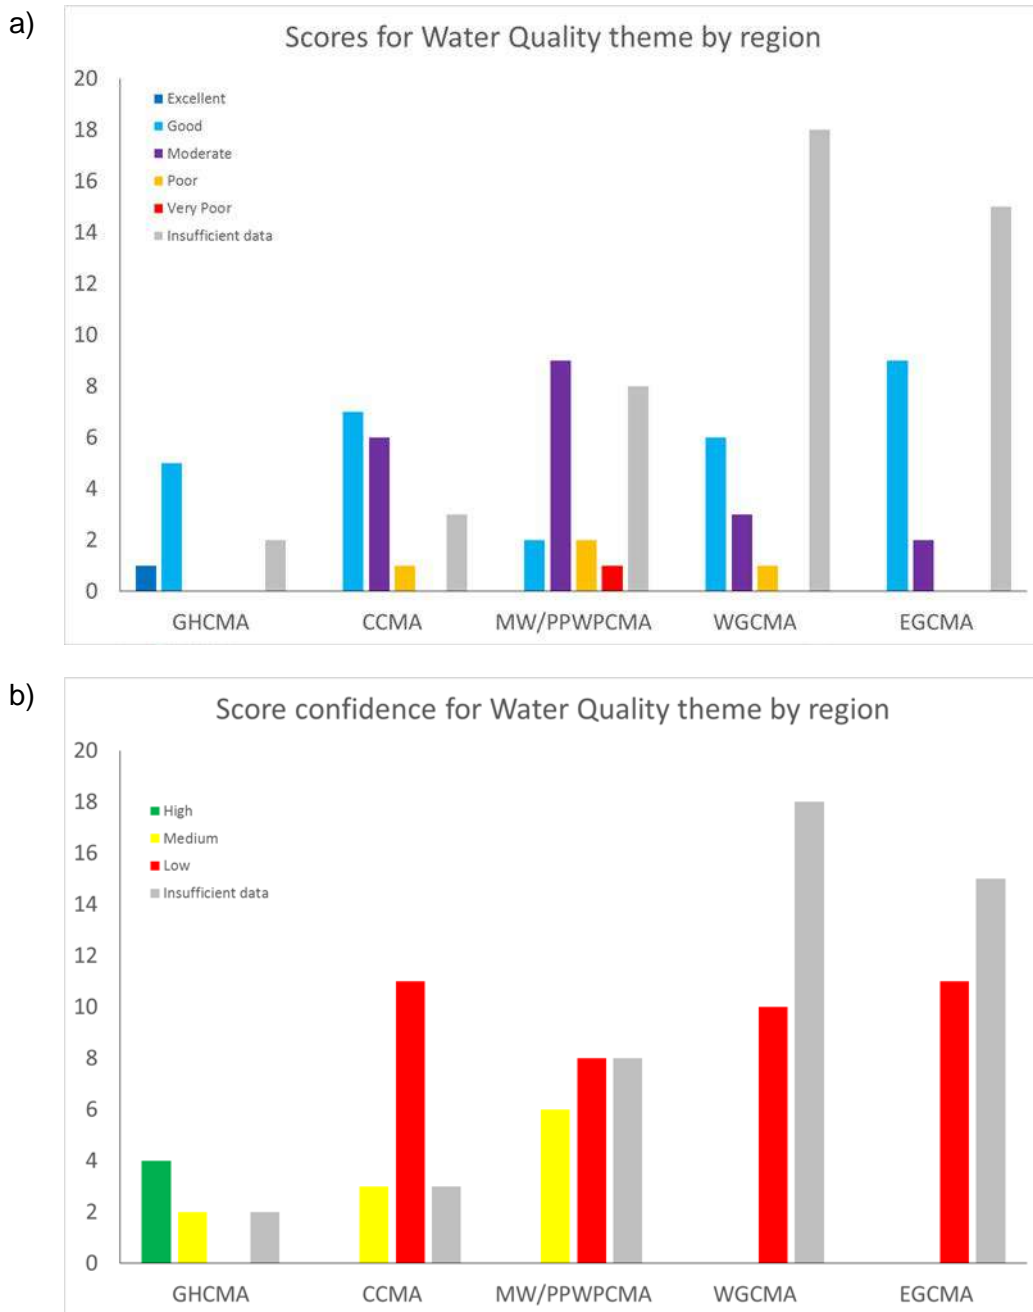 a)
Scores for Water Quality theme by region
20
18
16
14
12
10
8
6
4
2
0
Excellent
Good
Moderate
Poor
Very Poor
Insufficient data
GHCMA CCMA MW/PPWPCMA WGCMA EGCMA
b)
Score confidence for Water Quality theme by region
20
18
16
14
12
10
8
6
4
2
0
High
Medium
Low
Insufficient data
GHCMA CCMA MW/PPWPCMA WGCMA EGCMA